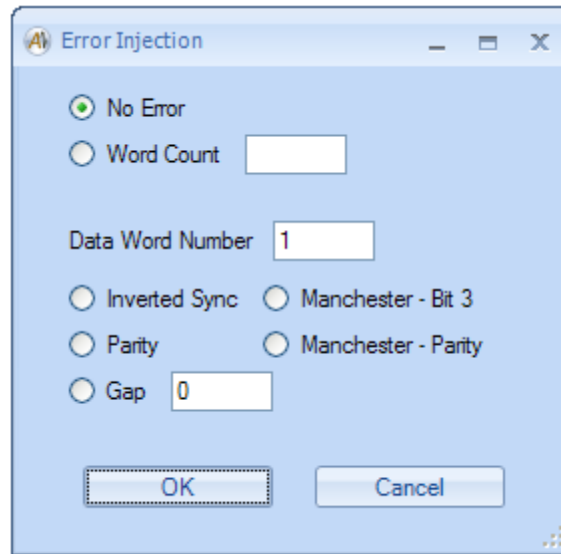 Error Injection
No Error
Word Count
Data Word Number 1
Inverted Sync Manchester - Bit 3
Parity Manchester - Parity
Gap 0
OK Cancel